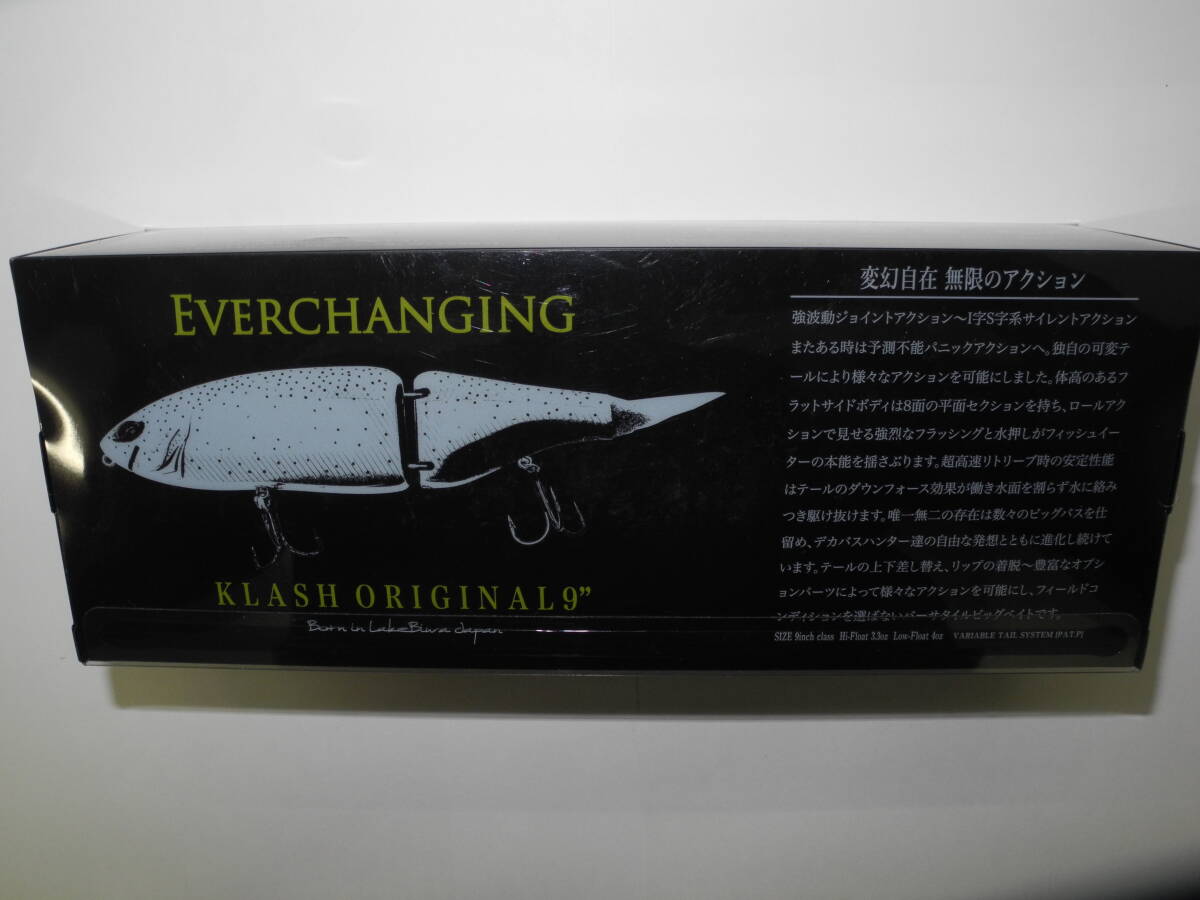 EVERCHANGING
KLASH ORIGINAL 9”
Born in Lake Biwa Japan
変幻自在 無限のアクション
強波動ジョイントアクション〜I字S字系サイレントアクション
またある時は予測不能パニックアクションへ。独自の可変テ
ールにより様々なアクションを可能にしました。体高のあるフ
ラットサイドボディは8面の平面セクションを持ち、ロールアク
ションで見せる強烈なフラッシングと水押しがフィッシュイー
ターの本能を揺さぶります。超高速リトリーブ時の安定性能
はテールのダウンフォース効果が働き水面を割らず水に絡み
つき駆け抜けます。唯一無二の存在は数々のビッグバスを仕
留め、デカバスハンター達の自由な発想とともに進化し続けて
います。テールの上下差し替え、リップの着脱〜豊富なオプシ
ョンパーツによって様々なアクションを可能にし、フィールドコ
ンディションを選ばないバーサタイルビッグベイトです。
SIZE 9inch class Hi-Float 3.3oz Low-Float 4oz VARIABLE TAIL SYSTEM [PAT.P]